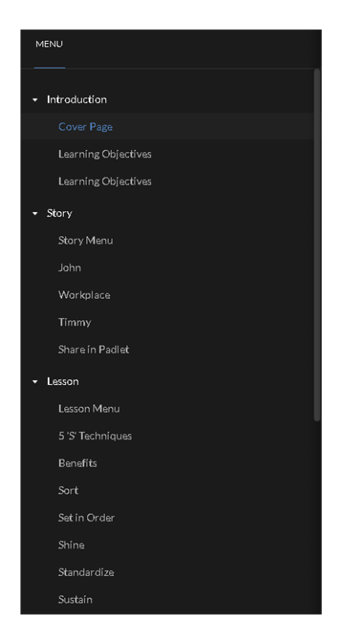 MENU
Introduction
Cover Page
Learning Objectives
Learning Objectives
Story
Story Menu
John
Workplace
Timmy
Share in Padlet
Lesson
Lesson Menu
5 'S' Techniques
Benefits
Sort
Set in Order
Shine
Standardize
Sustain